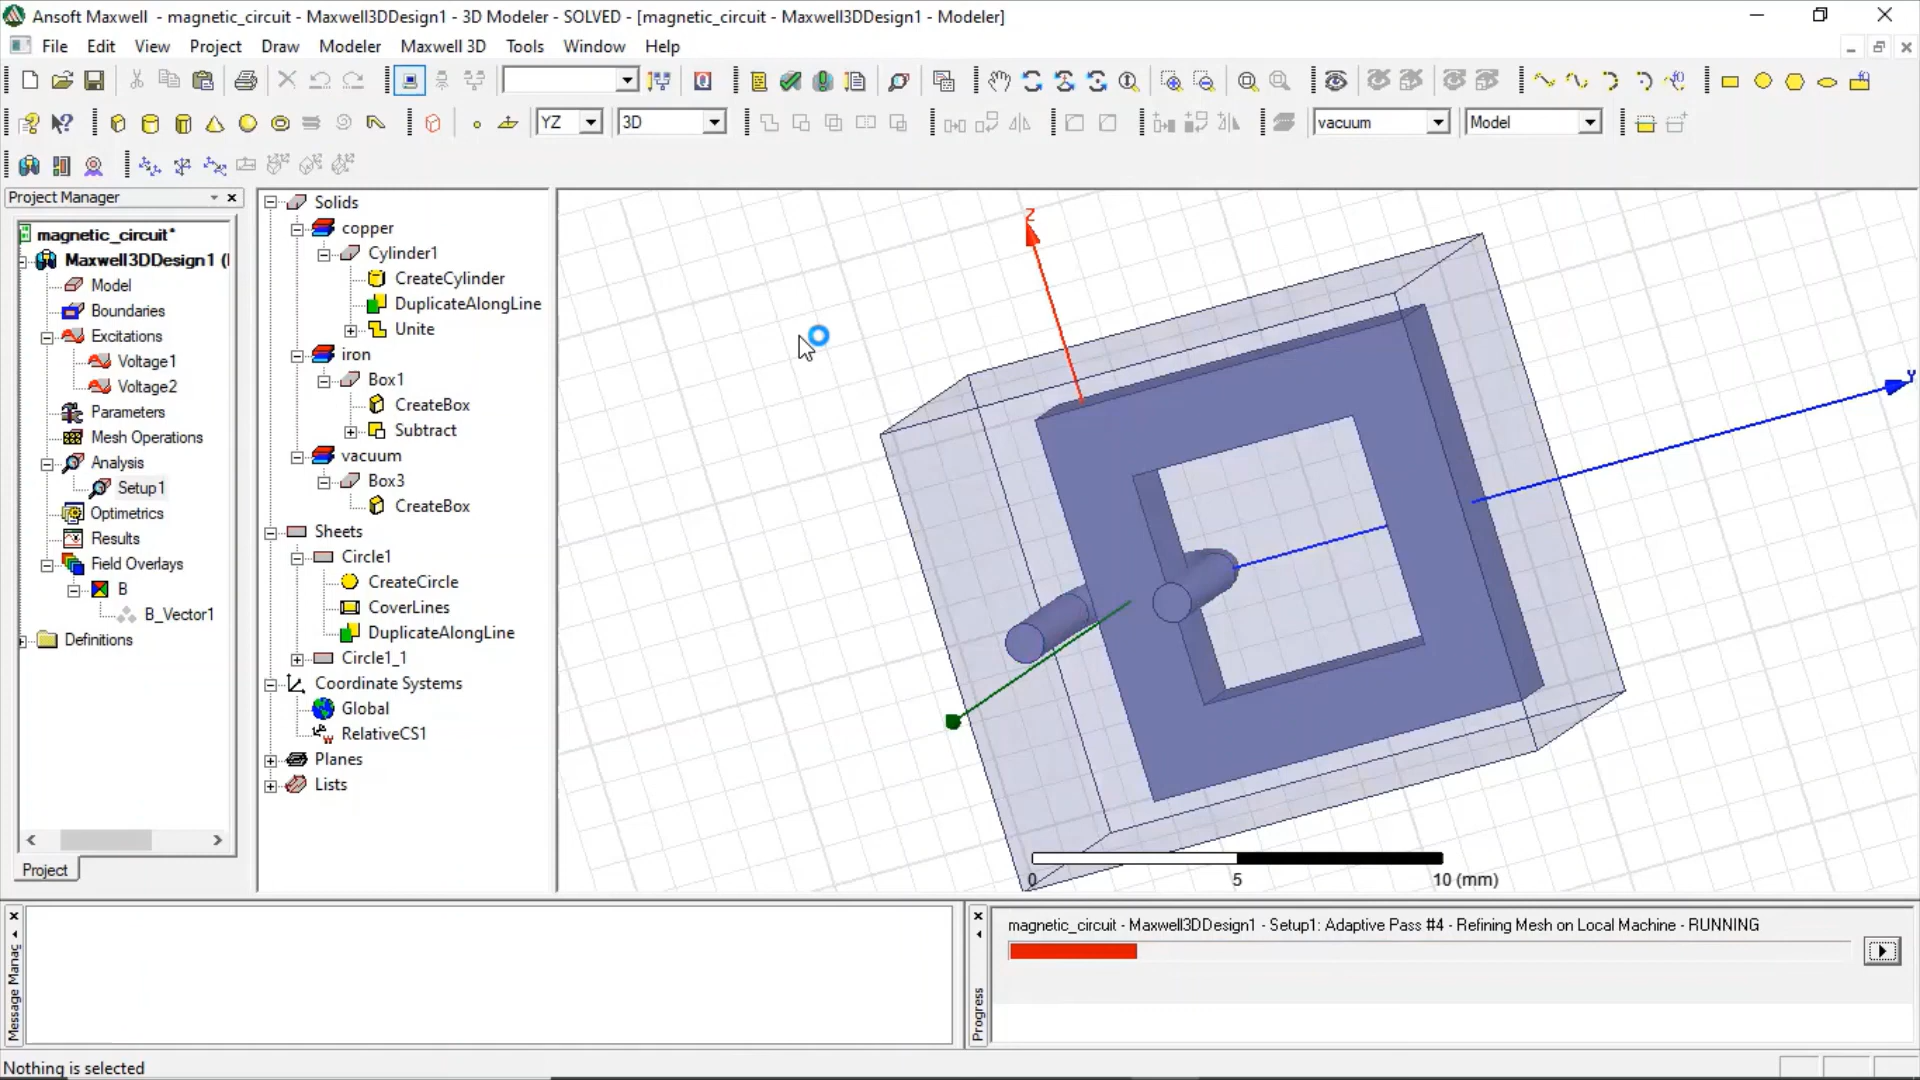 Ansoft Maxwell - magnetic_circuit - Maxwell3DDesign1 - 3D Modeler - SOLVED - [magnetic_circuit - Maxwell3DDesign1 - Modeler]
File Edit View Project Draw Modeler Maxwell 3D Tools Window Help
YZ 3D vacuum Model
Project Manager
magnetic_circuit*
Maxwell3DDesign1 (
Model
Boundaries
Excitations
Voltage1
Voltage2
Parameters
Mesh Operations
Analysis
Setup1
Optimetrics
Results
Field Overlays
B
B_Vector1
Definitions
Project
Solids
copper
Cylinder1
CreateCylinder
DuplicateAlongLine
Unite
iron
Box1
CreateBox
Subtract
vacuum
Box3
CreateBox
Sheets
Circle1
CreateCircle
CoverLines
DuplicateAlongLine
Circle1_1
Coordinate Systems
Global
RelativeCS1
Planes
Lists
Z
Y
0 5 10 (mm)
Message Manac
Progress
magnetic_circuit - Maxwell3DDesign1 - Setup1: Adaptive Pass #4 - Refining Mesh on Local Machine - RUNNING
Nothing is selected